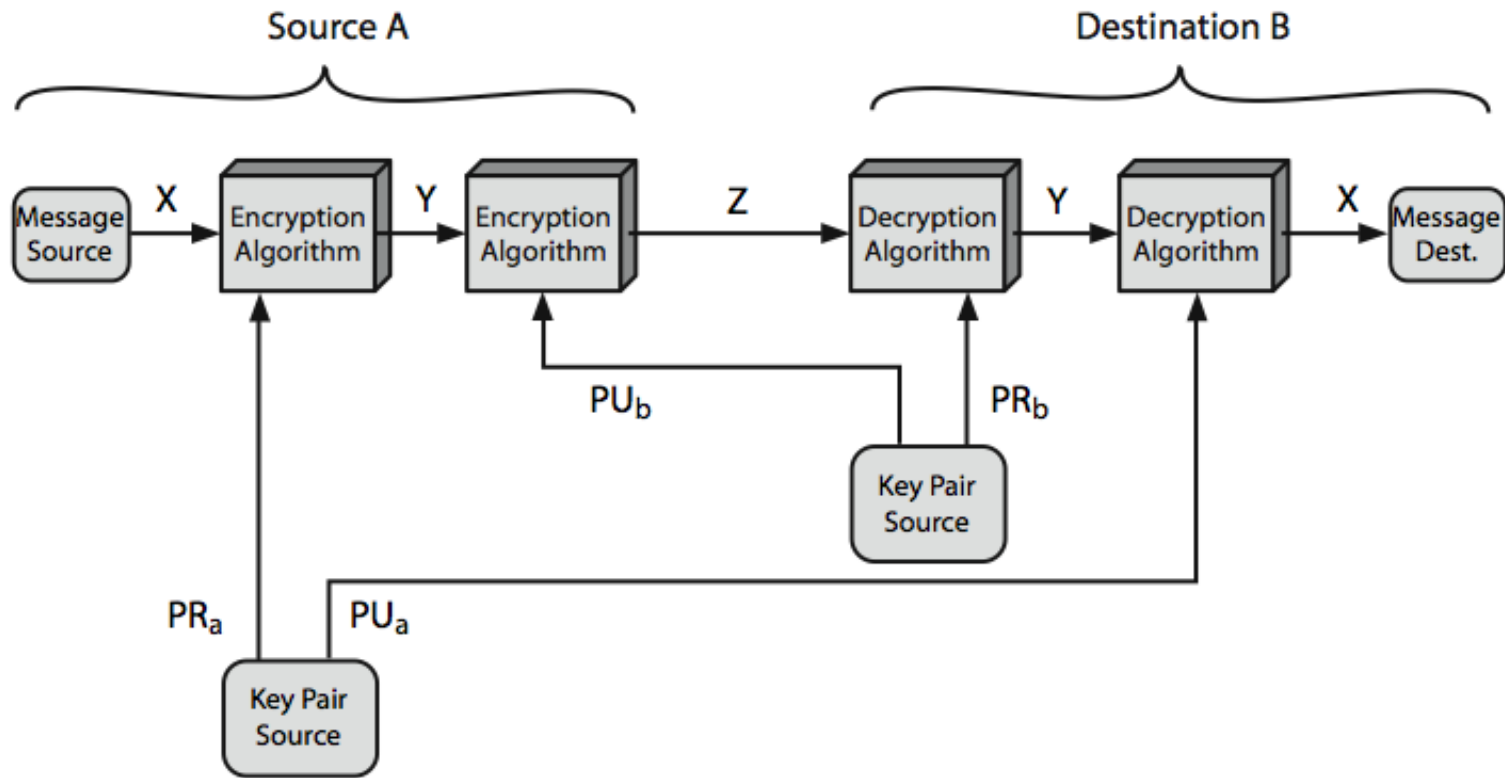 Source A
Destination B
Message
Source
X
Encryption
Algorithm
Y
Encryption
Algorithm
Z
Decryption
Algorithm
Y
Decryption
Algorithm
X
Message
Dest.
PUb
PRb
Key Pair
Source
PRa
PUa
Key Pair
Source